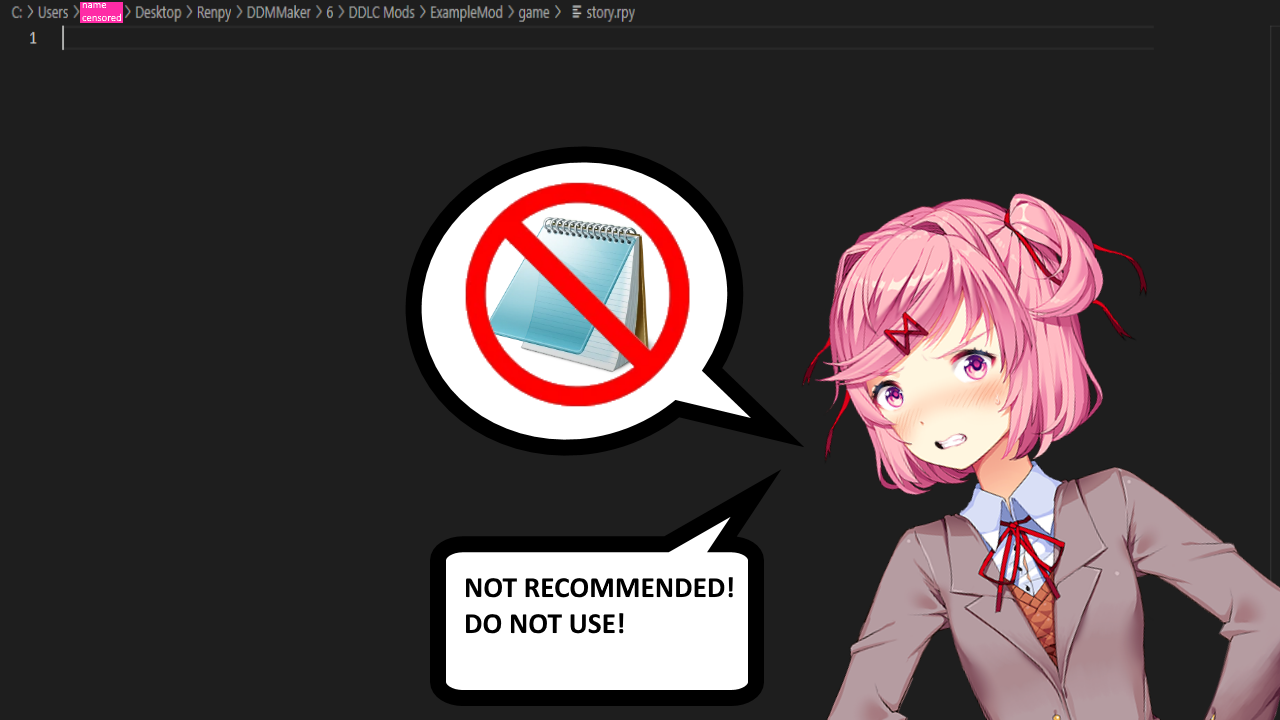 C: > Users > name censored > Desktop > Renpy > DDMMaker > 6 > DDLC Mods > ExampleMod > game > story.rpy
1
NOT RECOMMENDED!
DO NOT USE!